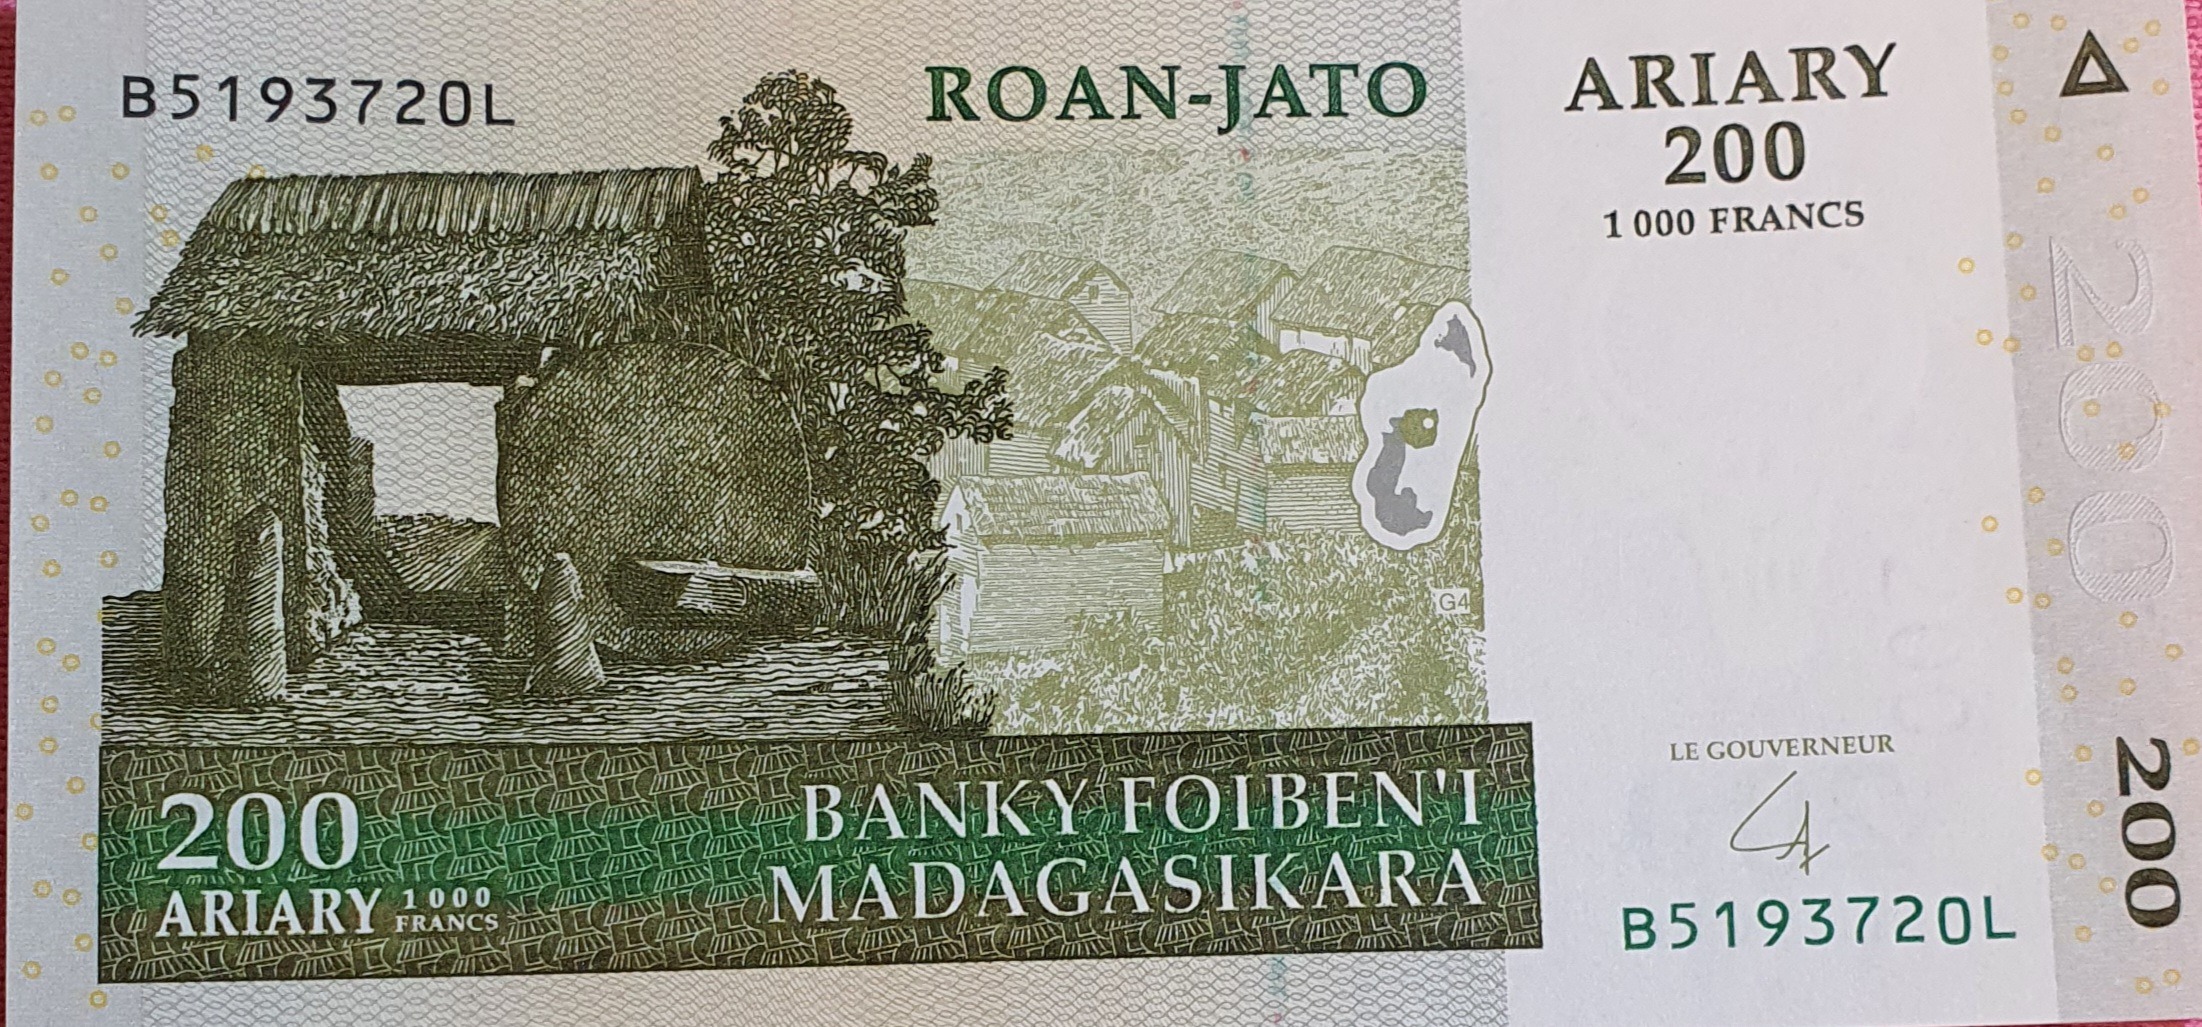 B5193720L
ROAN-JATO
ARIARY
200
1 000 FRANCS
200
G4
LE GOUVERNEUR
200
200
ARIARY
1 000
FRANCS
BANKY FOIBEN'I
MADAGASIKARA
B5193720L